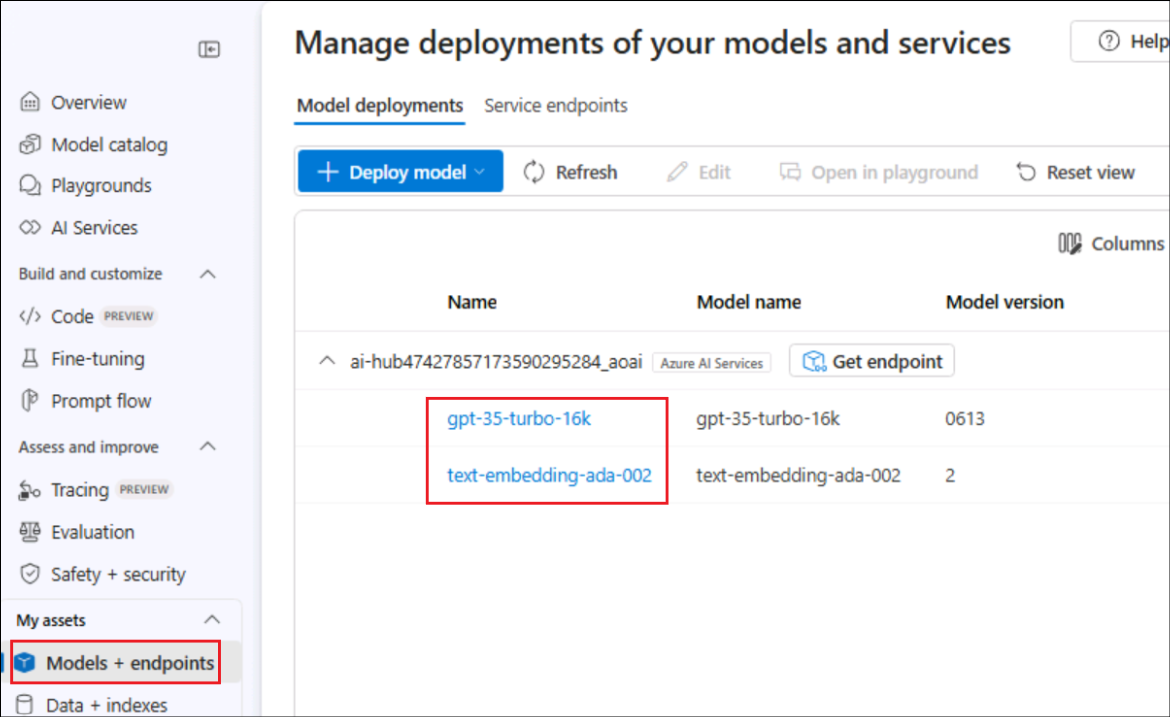 Manage deployments of your models and services
Help
Overview
Model catalog
Playgrounds
AI Services
Build and customize
Code PREVIEW
Fine-tuning
Prompt flow
Assess and improve
Tracing PREVIEW
Evaluation
Safety + security
My assets
Models + endpoints
Data + indexes
Model deployments Service endpoints
Deploy model Refresh Edit Open in playground Reset view
Columns
Name Model name Model version
ai-hub47427857173590295284_aoai Azure AI Services Get endpoint
gpt-35-turbo-16k gpt-35-turbo-16k 0613
text-embedding-ada-002 text-embedding-ada-002 2